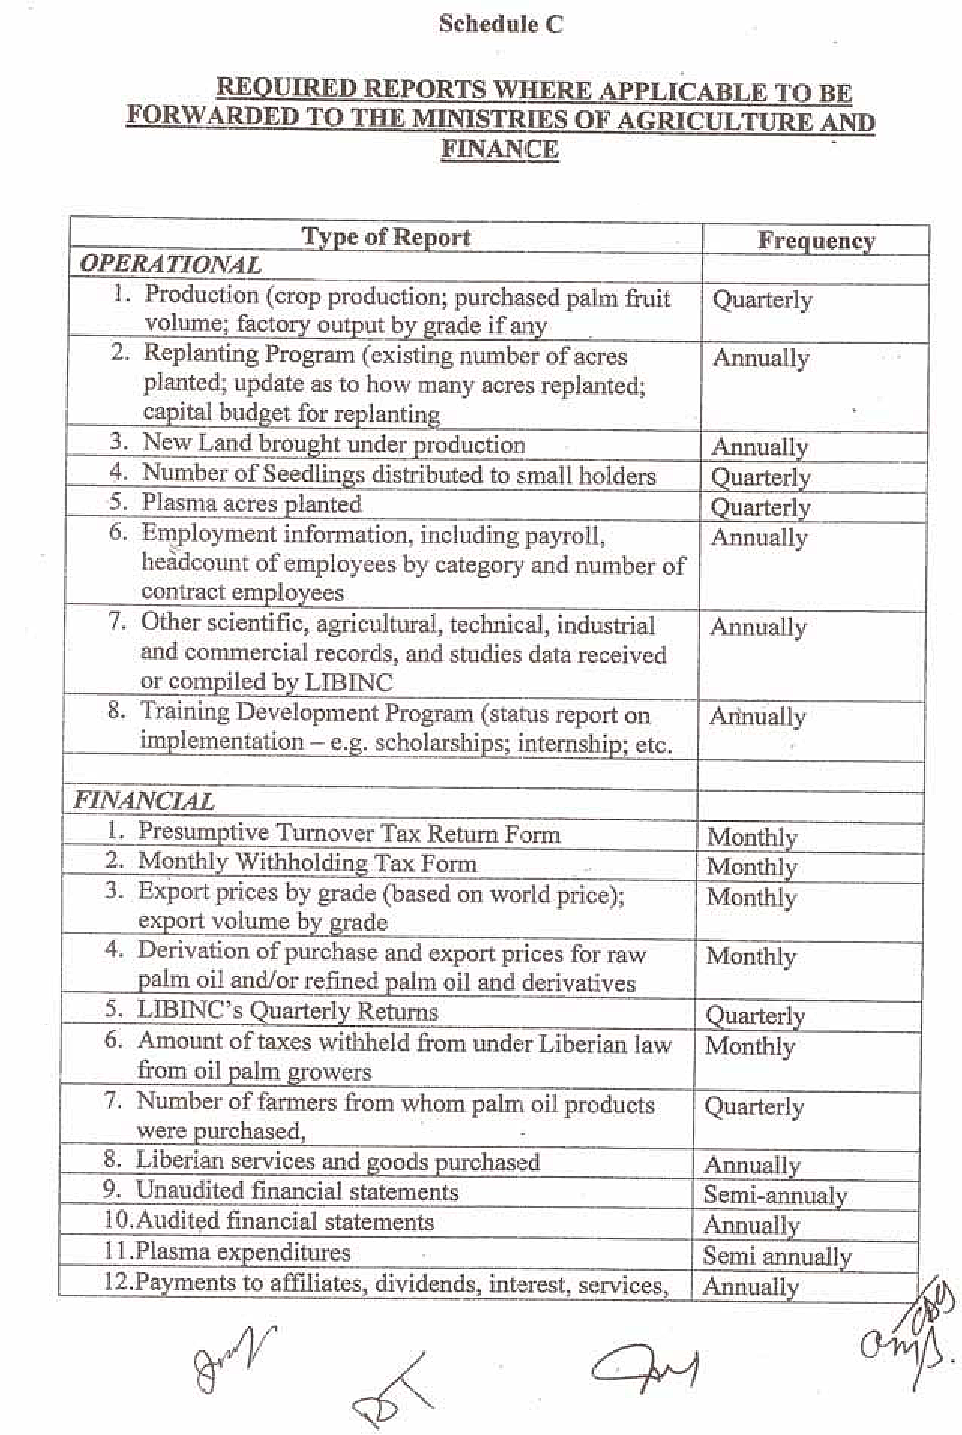 Schedule C
REQUIRED REPORTS WHERE APPLICABLE TO BE
FORWARDED TO THE MINISTRIES OF AGRICULTURE AND
FINANCE
Type of Report Frequency
OPERATIONAL
1. Production (crop production; purchased palm fruit Quarterly
volume; factory output by grade if any
2. Replanting Program (existing number of acres Annually
planted; update as to how many acres replanted;
capital budget for replanting
3. New Land brought under production Annually
4. Number of Seedlings distributed to small holders Quarterly
5. Plasma acres planted Quarterly
6. Employment information, including payroll, Annually
headcount of employees by category and number of
contract employees
7. Other scientific, agricultural, technical, industrial Annually
and commercial records, and studies data received
or compiled by LIBINC
8. Training Development Program (status report on Annually
implementation – e.g. scholarships; internship; etc.
FINANCIAL
1. Presumptive Turnover Tax Return Form Monthly
2. Monthly Withholding Tax Form Monthly
3. Export prices by grade (based on world price); Monthly
export volume by grade
4. Derivation of purchase and export prices for raw Monthly
palm oil and/or refined palm oil and derivatives
5. LIBINC's Quarterly Returns Quarterly
6. Amount of taxes withheld from under Liberian law Monthly
from oil palm growers
7. Number of farmers from whom palm oil products Quarterly
were purchased,
8. Liberian services and goods purchased Annually
9. Unaudited financial statements Semi-annualy
10.Audited financial statements Annually
11.Plasma expenditures Semi annually
12.Payments to affiliates, dividends, interest, services, Annually